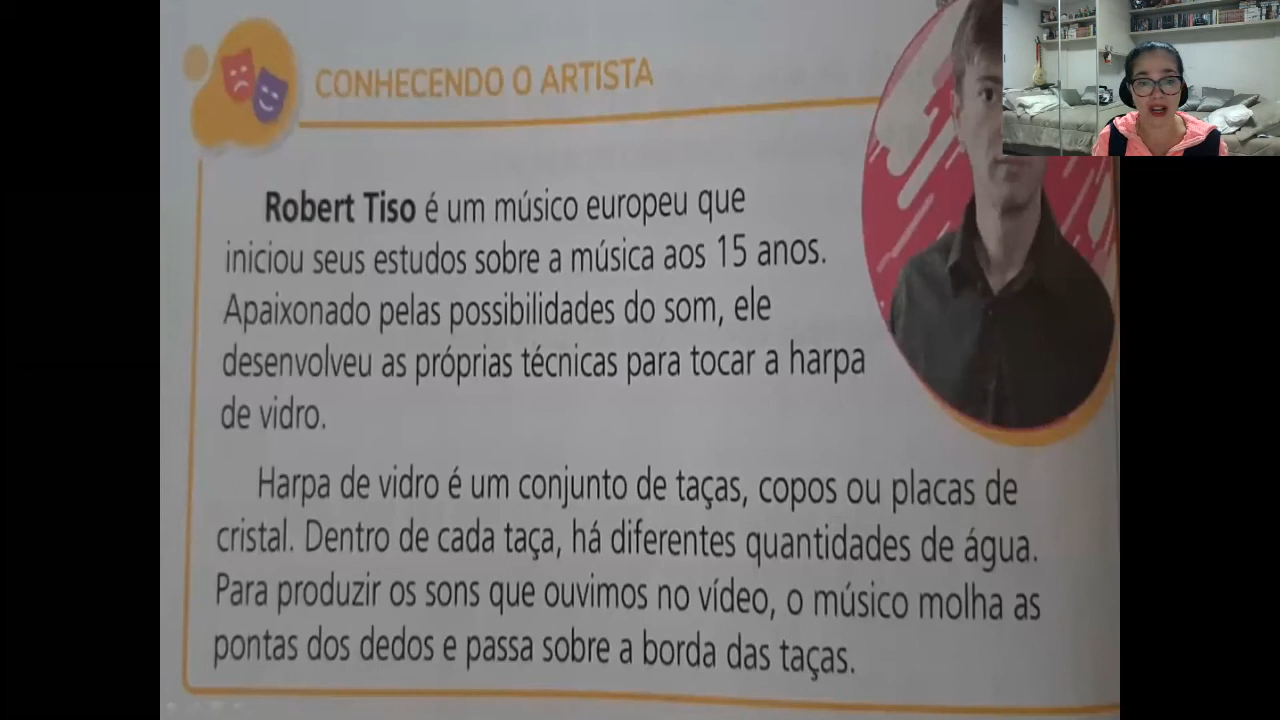 CONHECENDO O ARTISTA
Robert Tiso é um músico europeu que
iniciou seus estudos sobre a música aos 15 anos.
Apaixonado pelas possibilidades do som, ele
desenvolveu as próprias técnicas para tocar a harpa
de vidro.
Harpa de vidro é um conjunto de taças, copos ou placas de
cristal. Dentro de cada taça, há diferentes quantidades de água.
Para produzir os sons que ouvimos no vídeo, o músico molha as
pontas dos dedos e passa sobre a borda das taças.